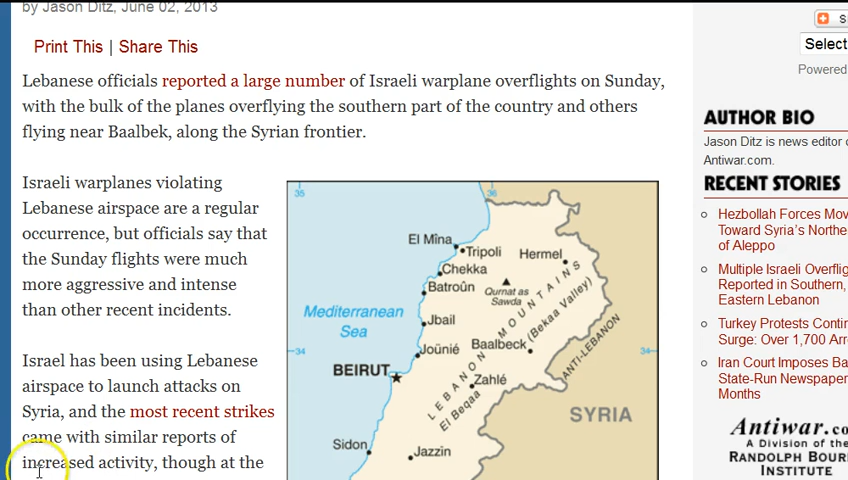 by Jason Ditz, June 02, 2013
Print This | Share This
Lebanese officials reported a large number of Israeli warplane overflights on Sunday,
with the bulk of the planes overflying the southern part of the country and others
flying near Baalbek, along the Syrian frontier.
Israeli warplanes violating
Lebanese airspace are a regular
occurrence, but officials say that
the Sunday flights were much
more aggressive and intense
than other recent incidents.
Israel has been using Lebanese
airspace to launch attacks on
Syria, and the most recent strikes
came with similar reports of
increased activity, though at the
35
36
El Mîna
Tripoli
Hermel
Chekka
Batroûn
Qurnat as
Sawda
Mediterranean
Sea
Jbail
Baalbeck
34
34
Joûnié
BEIRUT
Zahlé
LEBANON MOUNTAINS
(Bekaa Valley)
El Beqaa
ANTI-LEBANON
SYRIA
Sidon
Jazzin
S
Select
Powered
AUTHOR BIO
Jason Ditz is news editor
Antiwar.com.
RECENT STORIES
Hezbollah Forces Mov
Toward Syria's Northe
of Aleppo
Multiple Israeli Overflig
Reported in Southern,
Eastern Lebanon
Turkey Protests Contin
Surge: Over 1,700 Arr
Iran Court Imposes Ba
State-Run Newspaper
Months
Antiwar.co
A Division of the
RANDOLPH BOUR
INSTITUTE